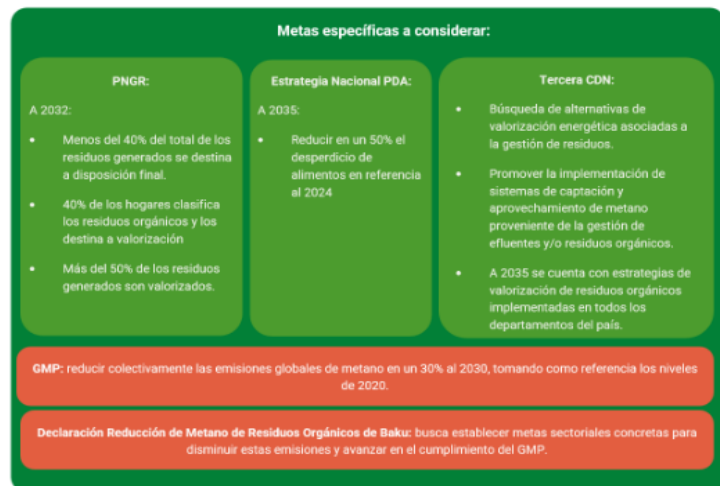 Metas específicas a considerar:
PNGR:
A 2032:
• Menos del 40% del total de los
residuos generados se destina
a disposición final.
• 40% de los hogares clasifica
los residuos orgánicos y los
destina a valorización
• Más del 50% de los residuos
generados son valorizados.
Estrategia Nacional PDA:
A 2035:
• Reducir en un 50% el
desperdicio de
alimentos en referencia
al 2024
Tercera CDN:
• Búsqueda de alternativas de
valorización energética asociadas a
la gestión de residuos.
• Promover la implementación de
sistemas de captación y
aprovechamiento de metano
proveniente de la gestión de
efluentes y/o residuos orgánicos.
• A 2035 se cuenta con estrategias de
valorización de residuos orgánicos
implementadas en todos los
departamentos del país.
GMP: reducir colectivamente las emisiones globales de metano en un 30% al 2030, tomando como referencia los niveles
de 2020.
Declaración Reducción de Metano de Residuos Orgánicos de Baku: busca establecer metas sectoriales concretas para
disminuir estas emisiones y avanzar en el cumplimiento del GMP.